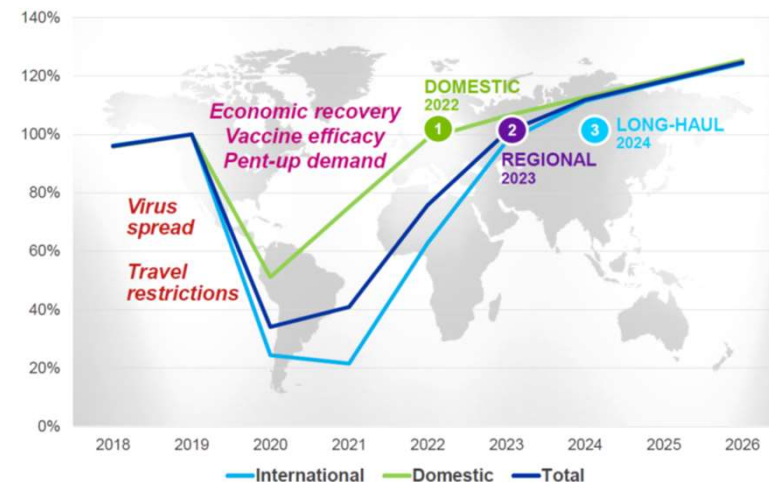 140%
120%
100%
80%
60%
40%
20%
0%
Economic recovery
Vaccine efficacy
Pent-up demand
Virus
spread
Travel
restrictions
DOMESTIC
2022
1
2
REGIONAL
2023
3
LONG-HAUL
2024
2018 2019 2020 2021 2022 2023 2024 2025 2026
International Domestic Total